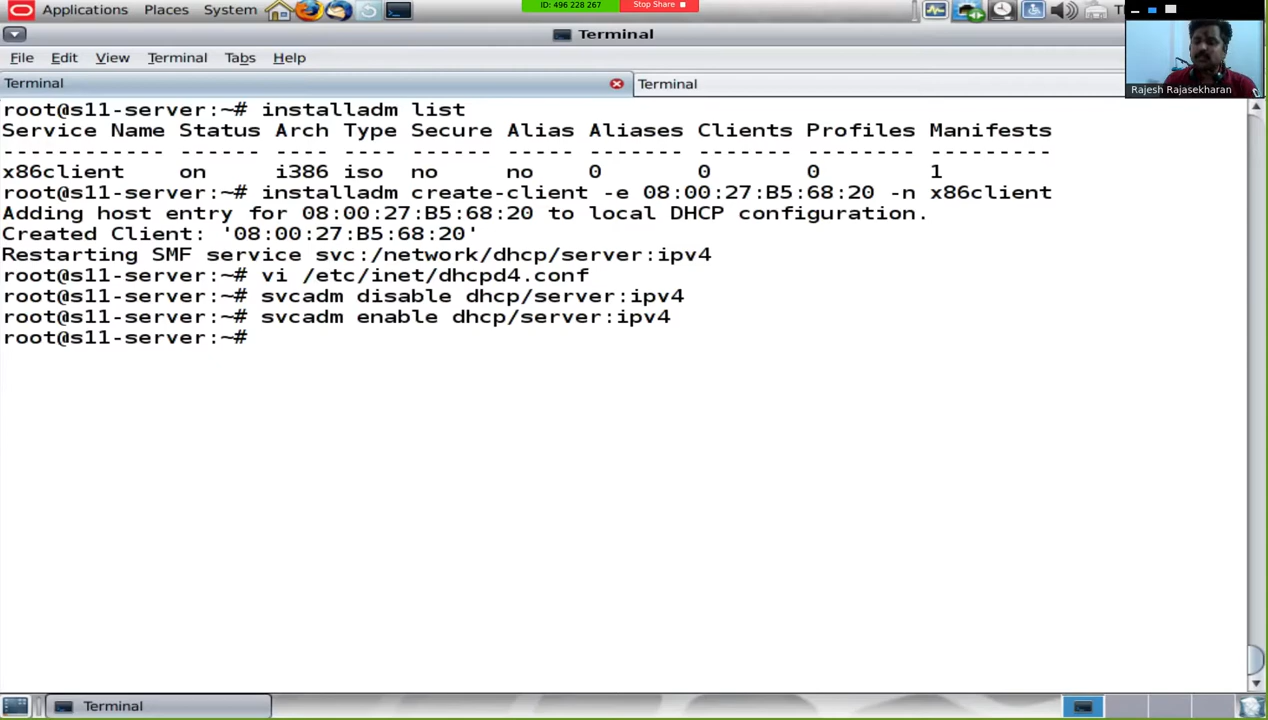 Applications Places System
ID: 496 228 267 Stop Share
Terminal
File Edit View Terminal Tabs Help
Rajesh Rajasekharan
Terminal
Terminal
root@s11-server:~# installadm list
Service Name Status Arch Type Secure Alias Aliases Clients Profiles Manifests
------------ ------ ---- ---- ------ ----- ------- ------- -------- ---------
x86client on i386 iso no no 0 0 0 1
root@s11-server:~# installadm create-client -e 08:00:27:B5:68:20 -n x86client
Adding host entry for 08:00:27:B5:68:20 to local DHCP configuration.
Created Client: '08:00:27:B5:68:20'
Restarting SMF service svc:/network/dhcp/server:ipv4
root@s11-server:~# vi /etc/inet/dhcpd4.conf
root@s11-server:~# svcadm disable dhcp/server:ipv4
root@s11-server:~# svcadm enable dhcp/server:ipv4
root@s11-server:~#
Terminal